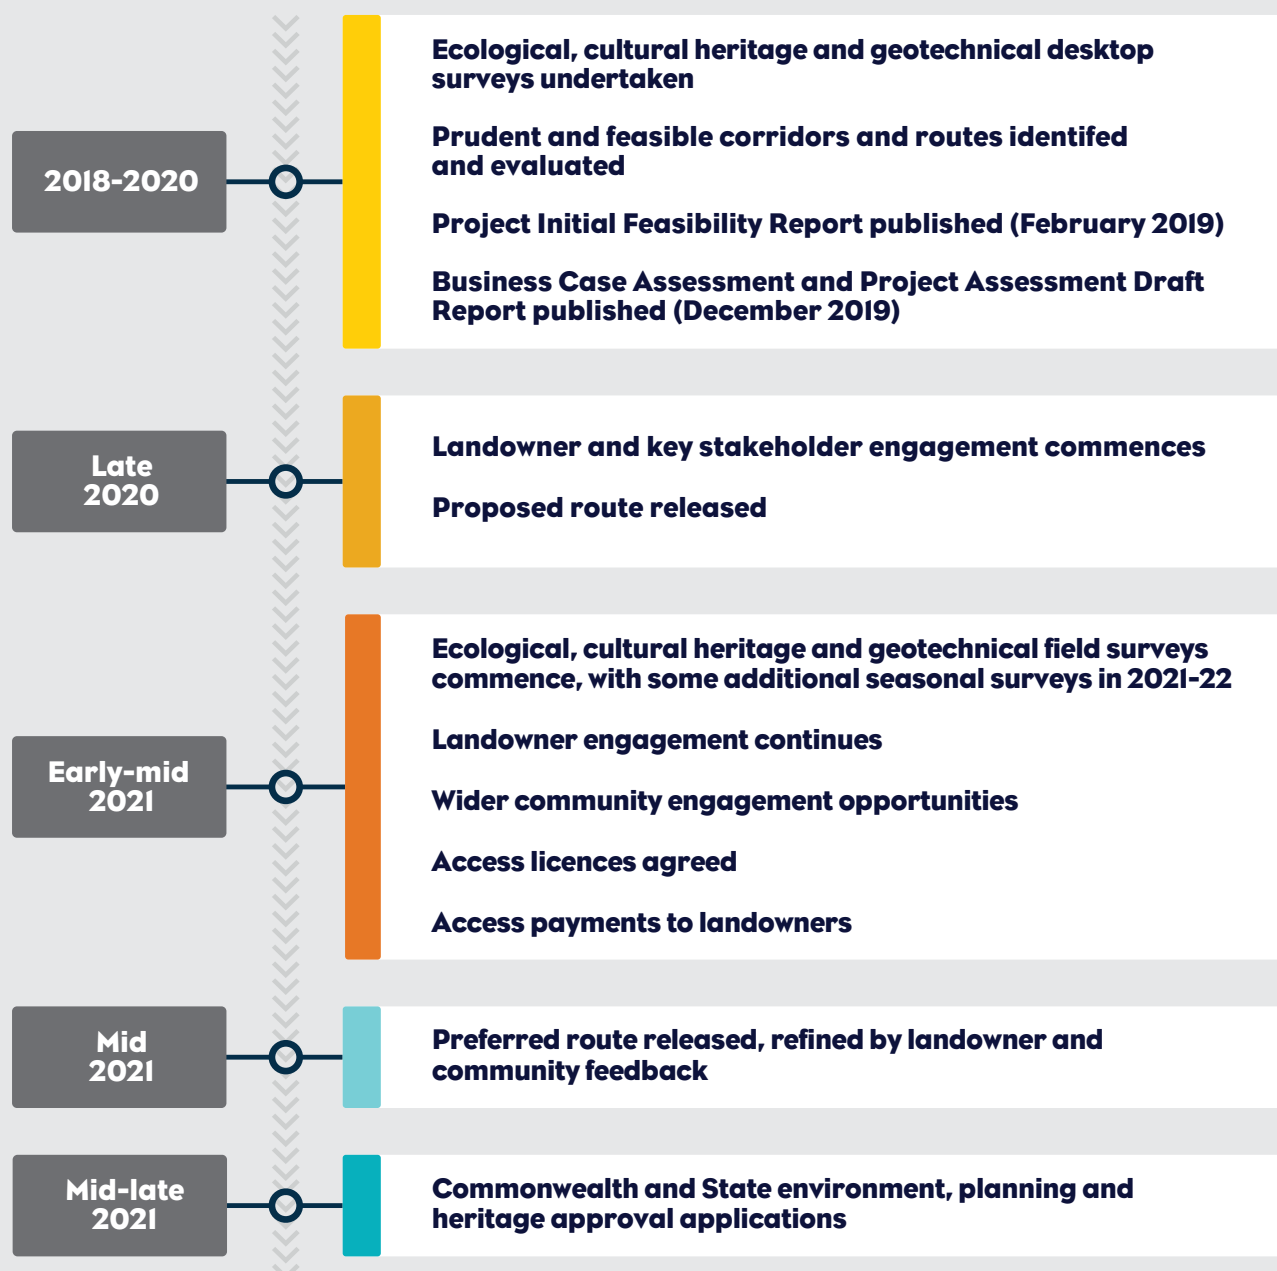 2018-2020
Ecological, cultural heritage and geotechnical desktop
surveys undertaken
Prudent and feasible corridors and routes identifed
and evaluated
Project Initial Feasibility Report published (February 2019)
Business Case Assessment and Project Assessment Draft
Report published (December 2019)
Late
2020
Landowner and key stakeholder engagement commences
Proposed route released
Early-mid
2021
Ecological, cultural heritage and geotechnical field surveys
commence, with some additional seasonal surveys in 2021-22
Landowner engagement continues
Wider community engagement opportunities
Access licences agreed
Access payments to landowners
Mid
2021
Preferred route released, refined by landowner and
community feedback
Mid-late
2021
Commonwealth and State environment, planning and
heritage approval applications